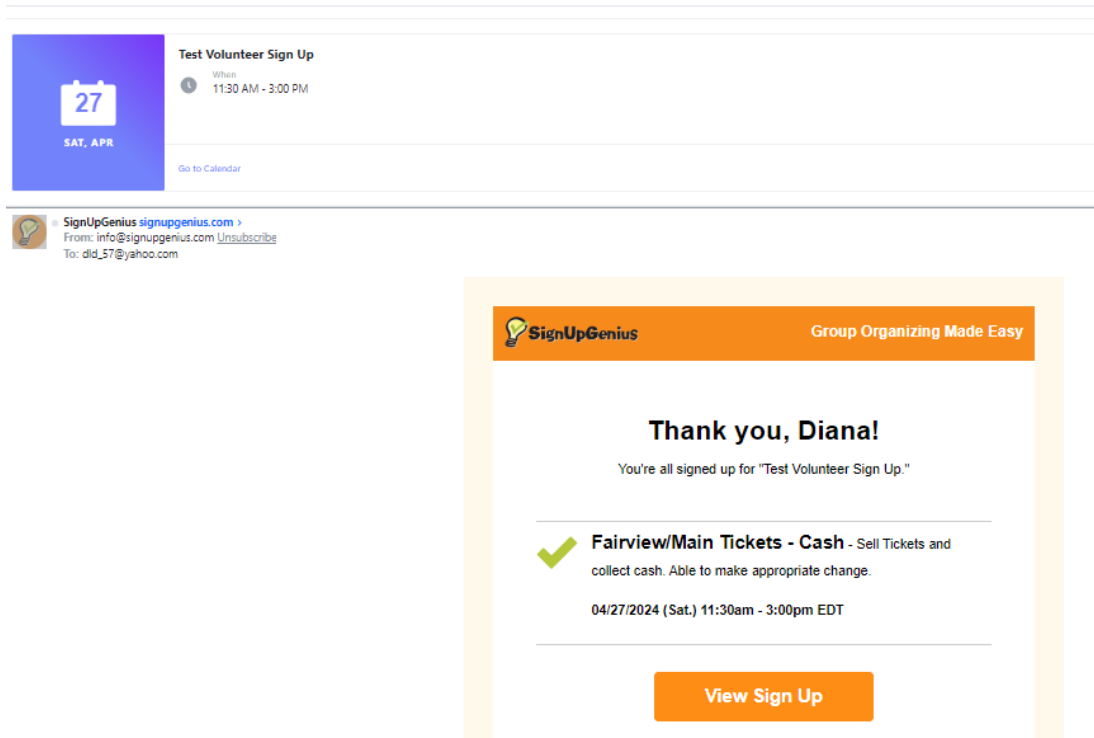 Test Volunteer Sign Up
When
11:30 AM - 3:00 PM
27
SAT, APR
Go to Calendar
SignUpGenius signupgenius.com >
From: info@signupgenius.com Unsubscribe
To: dld_57@yahoo.com
SignUpGenius
Group Organizing Made Easy
Thank you, Diana!
You're all signed up for "Test Volunteer Sign Up."
Fairview/Main Tickets - Cash - Sell Tickets and
collect cash. Able to make appropriate change.
04/27/2024 (Sat.) 11:30am - 3:00pm EDT
View Sign Up